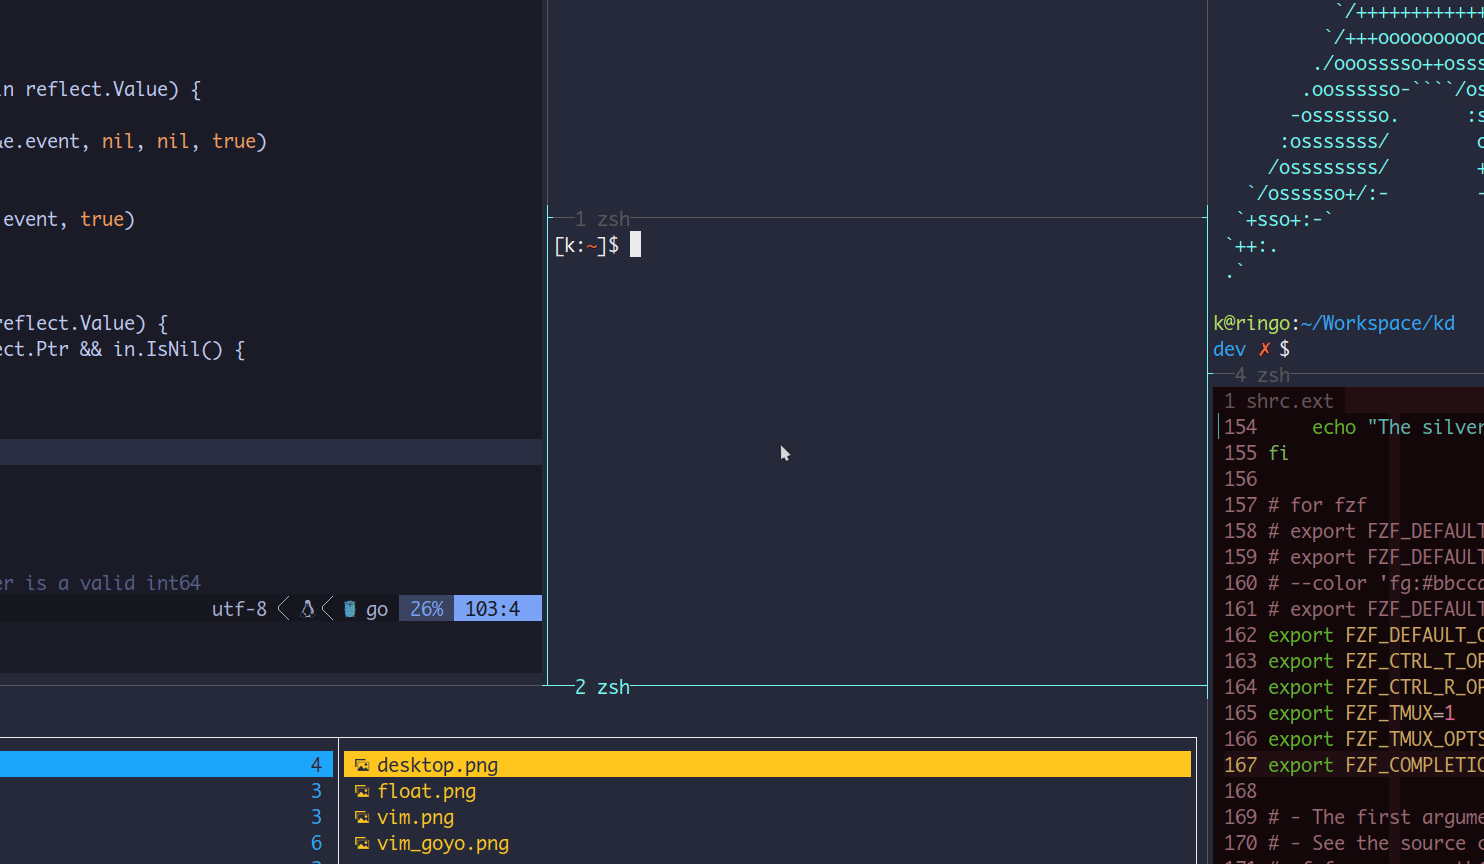 n reflect.Value) {
e.event, nil, nil, true)
event, true)
reflect.Value) {
ect.Ptr && in.IsNil() {
er is a valid int64
utf-8 go 26% 103:4
1 zsh
[k:~]$
2 zsh
4
3
3
6
desktop.png
float.png
vim.png
vim_goyo.png
`/++++++++++++
`/+++oooooooooo
./ooosssso++osss
.oossssso-````/os
-osssssso. :s
:osssssss/ o
/ossssssss/ +
`/ossssso+/:- -
`+sso+:-`
`++:.
.`
k@ringo:~/Workspace/kd
dev ✗ $
4 zsh
1 shrc.ext
154 echo "The silver
155 fi
156
157 # for fzf
158 # export FZF_DEFAULT
159 # export FZF_DEFAULT
160 # --color 'fg:#bbccd
161 # export FZF_DEFAULT
162 export FZF_DEFAULT_O
163 export FZF_CTRL_T_OP
164 export FZF_CTRL_R_OP
165 export FZF_TMUX=1
166 export FZF_TMUX_OPTS
167 export FZF_COMPLETIO
168
169 # - The first argume
170 # - See the source